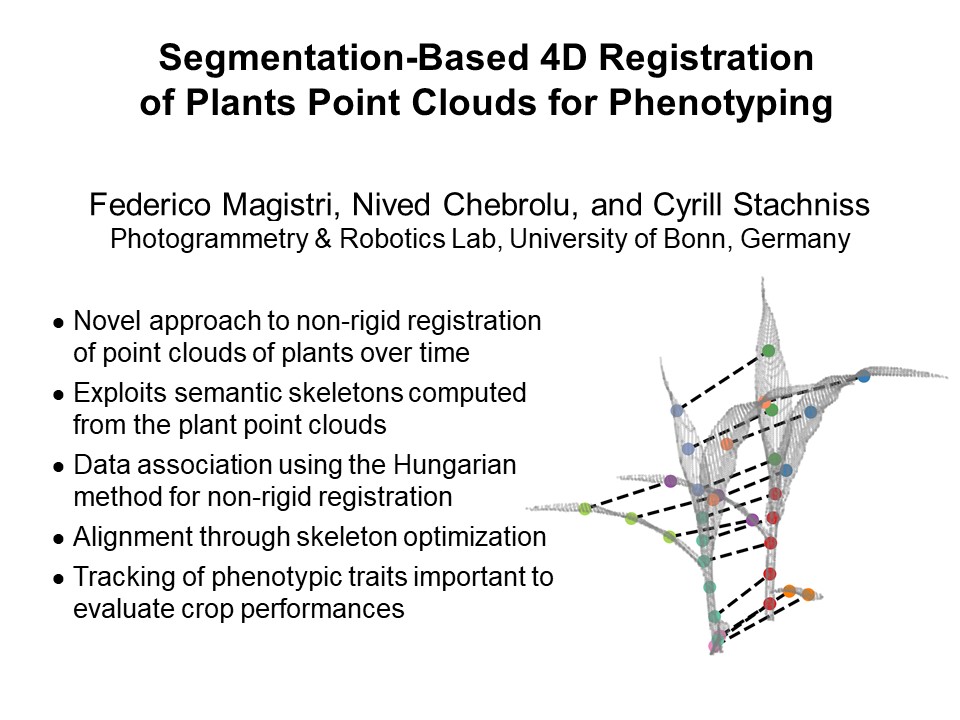 Segmentation-Based 4D Registration
of Plants Point Clouds for Phenotyping
Federico Magistri, Nived Chebrolu, and Cyrill Stachniss
Photogrammetry & Robotics Lab, University of Bonn, Germany
• Novel approach to non-rigid registration
of point clouds of plants over time
• Exploits semantic skeletons computed
from the plant point clouds
• Data association using the Hungarian
method for non-rigid registration
• Alignment through skeleton optimization
• Tracking of phenotypic traits important to
evaluate crop performances